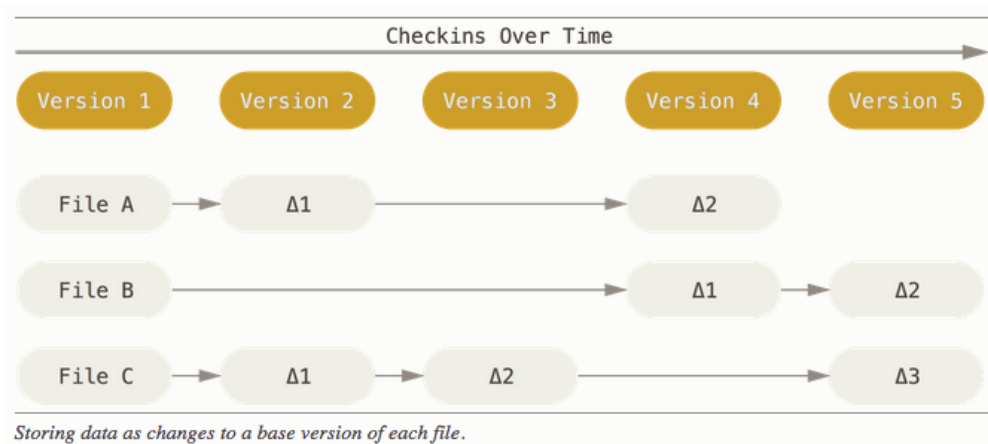 Checkins Over Time
Version 1 Version 2 Version 3 Version 4 Version 5
File A Δ1 Δ2
File B Δ1 Δ2
File C Δ1 Δ2 Δ3
Storing data as changes to a base version of each file.